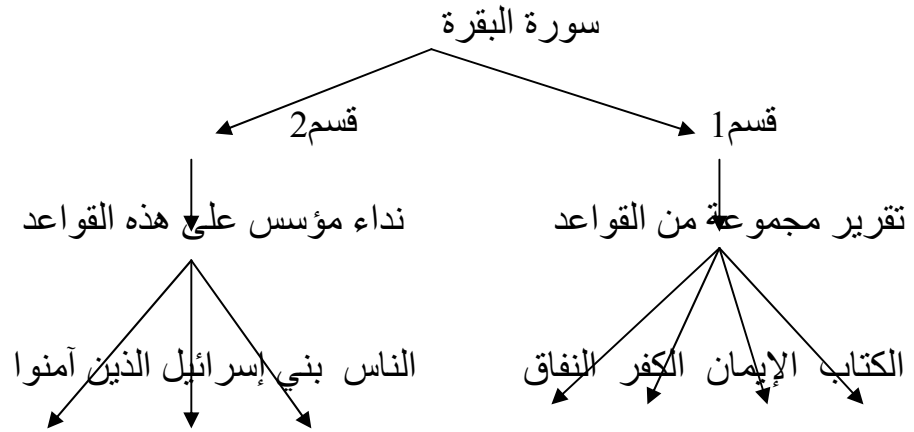 سورة البقرة
قسم1 قسم2
تقرير مجموعة من القواعد نداء مؤسس على هذه القواعد
الكتاب الإيمان الكفر النفاق الناس بني إسرائيل الذين آمنوا